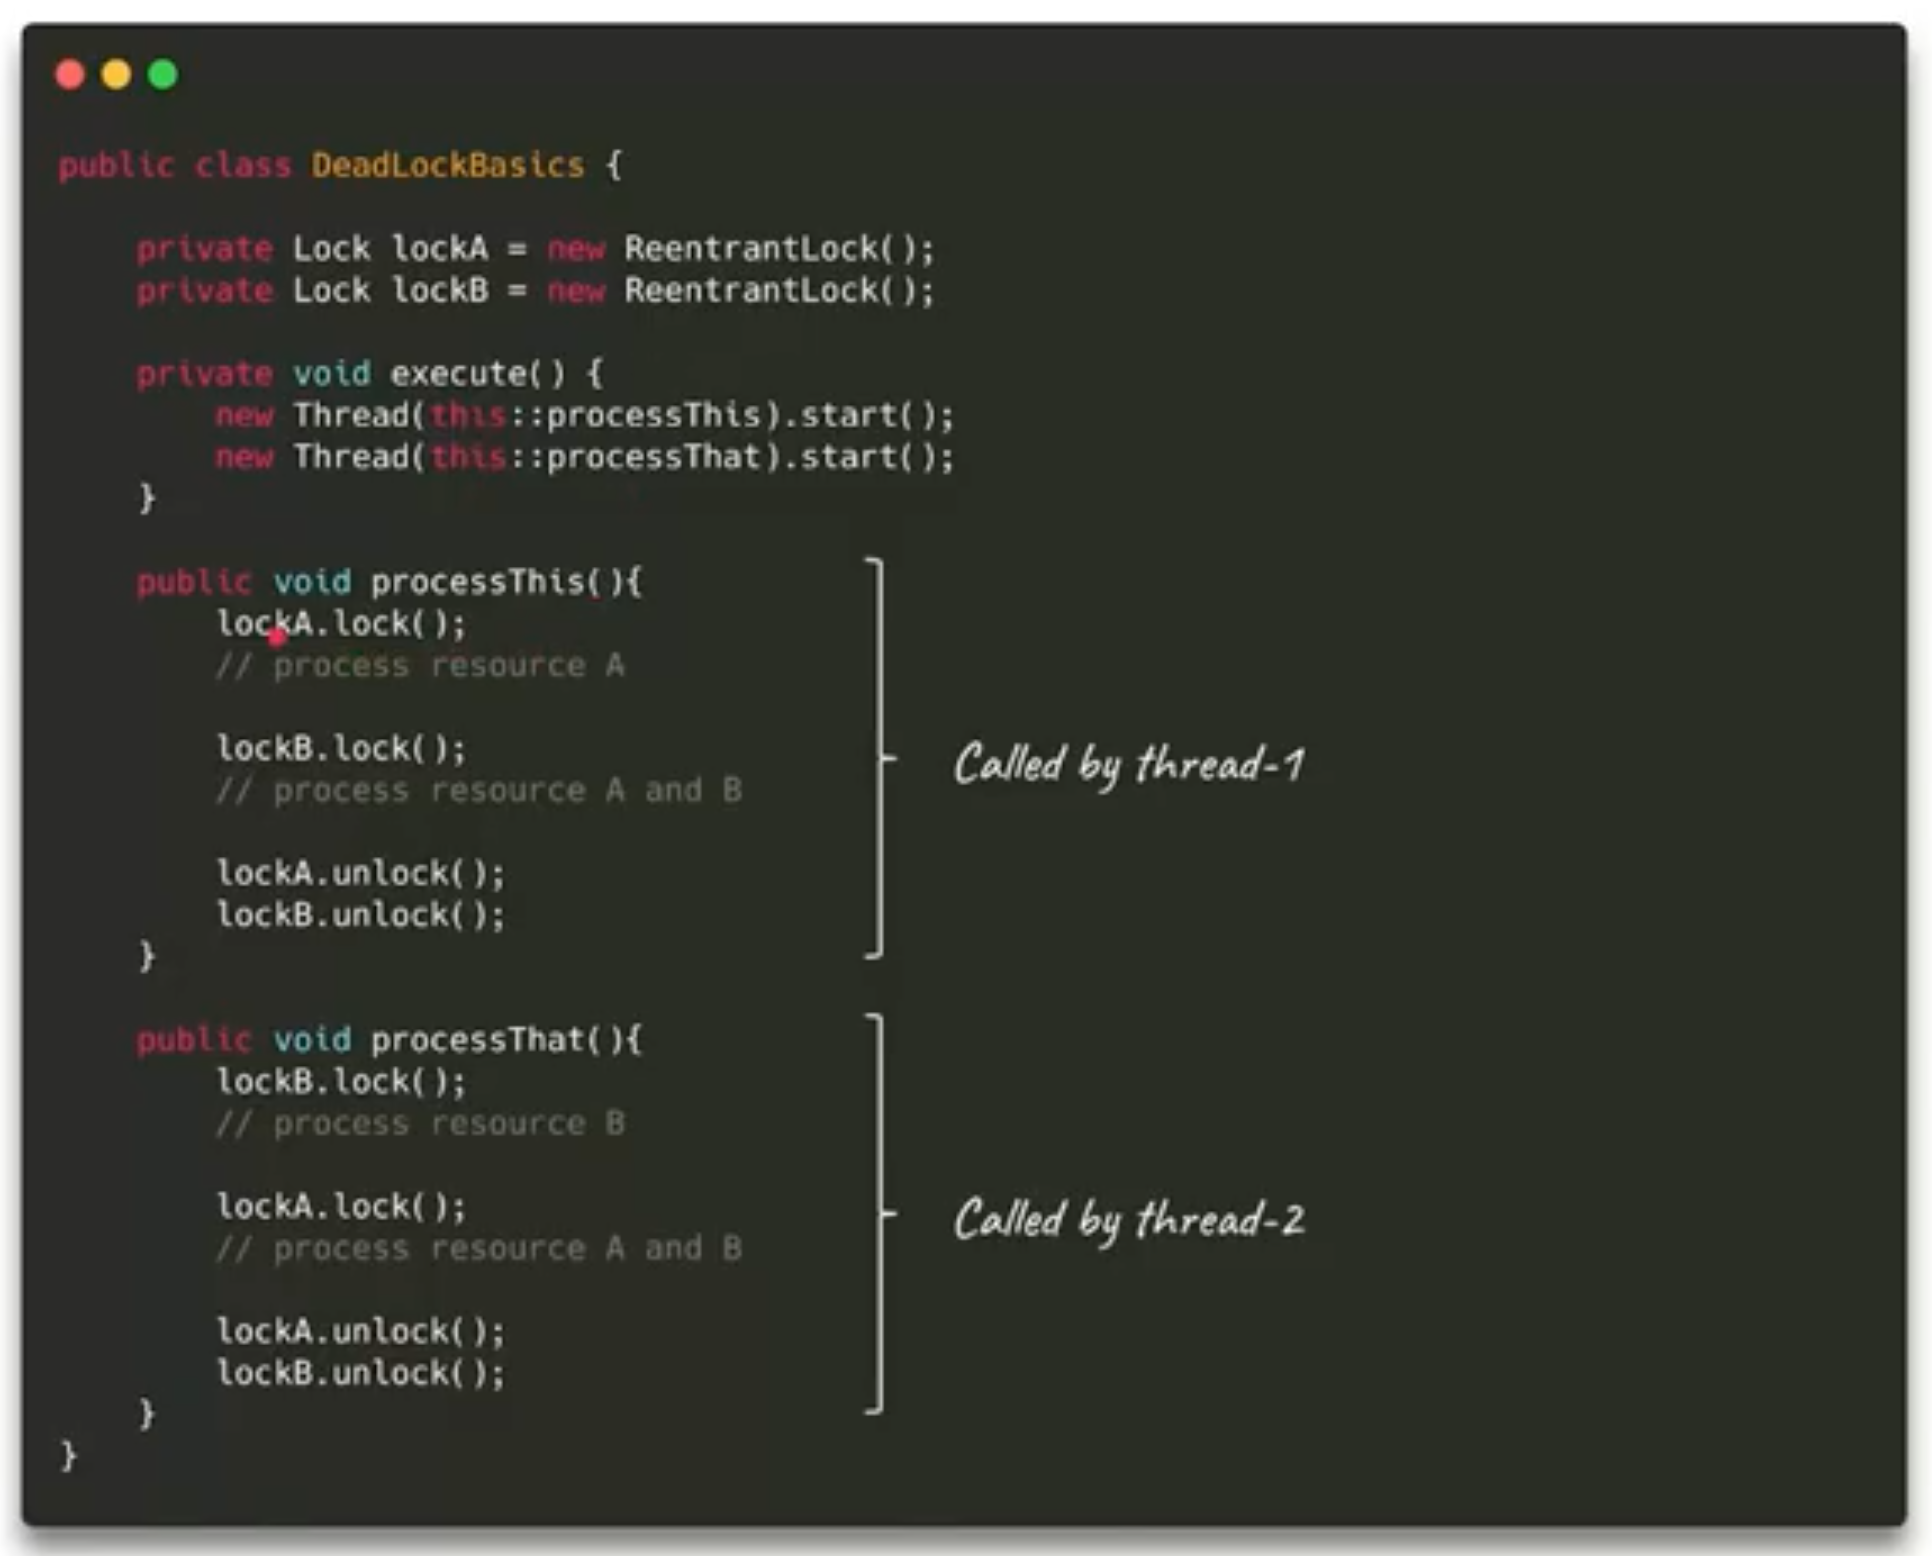 public class DeadLockBasics {
private Lock lockA = new ReentrantLock();
private Lock lockB = new ReentrantLock();
private void execute() {
new Thread(this::processThis).start();
new Thread(this::processThat).start();
}
public void processThis(){
lockA.lock();
// process resource A
lockB.lock();
// process resource A and B
lockA.unlock();
lockB.unlock();
}
Called by thread-1
public void processThat(){
lockB.lock();
// process resource B
lockA.lock();
// process resource A and B
lockA.unlock();
lockB.unlock();
}
Called by thread-2
}